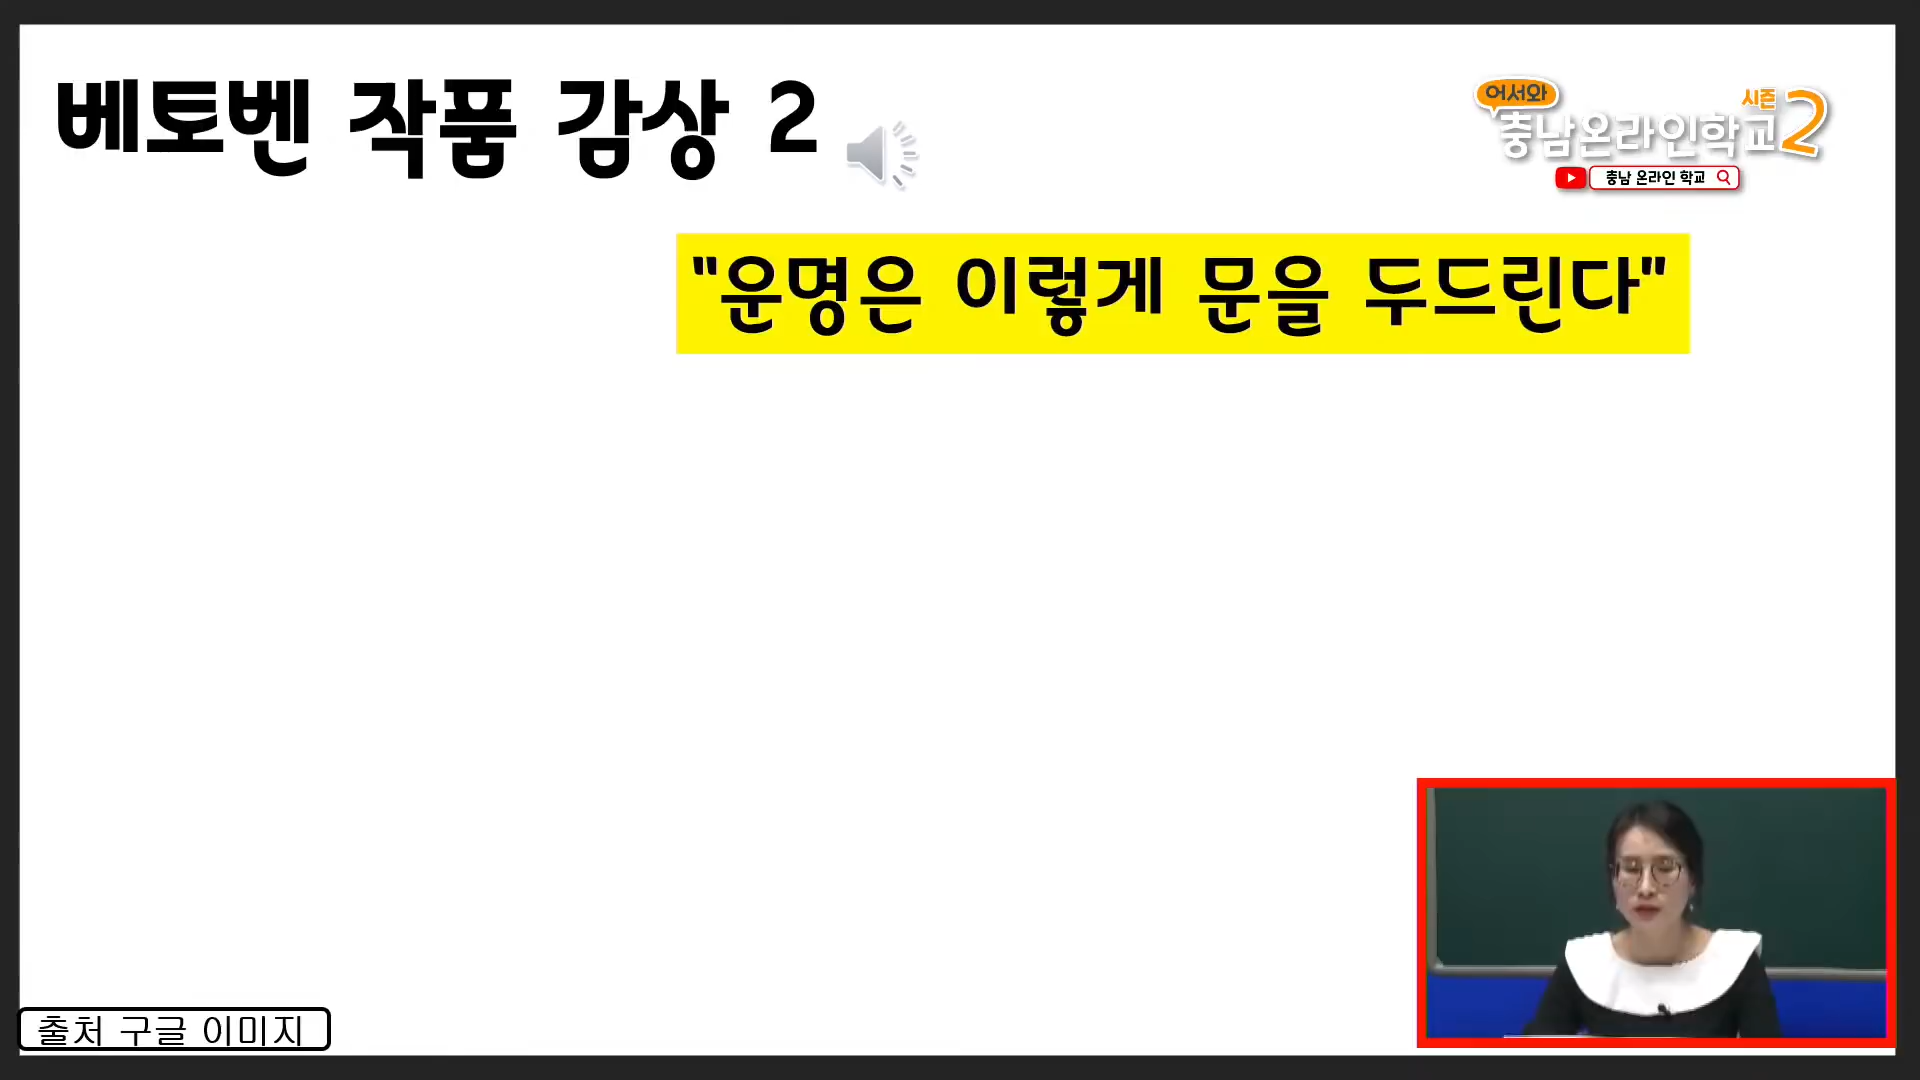 베토벤 작품 감상 2
어서와
시즌
충남온라인학교2
충남 온라인 학교
"운명은 이렇게 문을 두드린다"
출처 구글 이미지